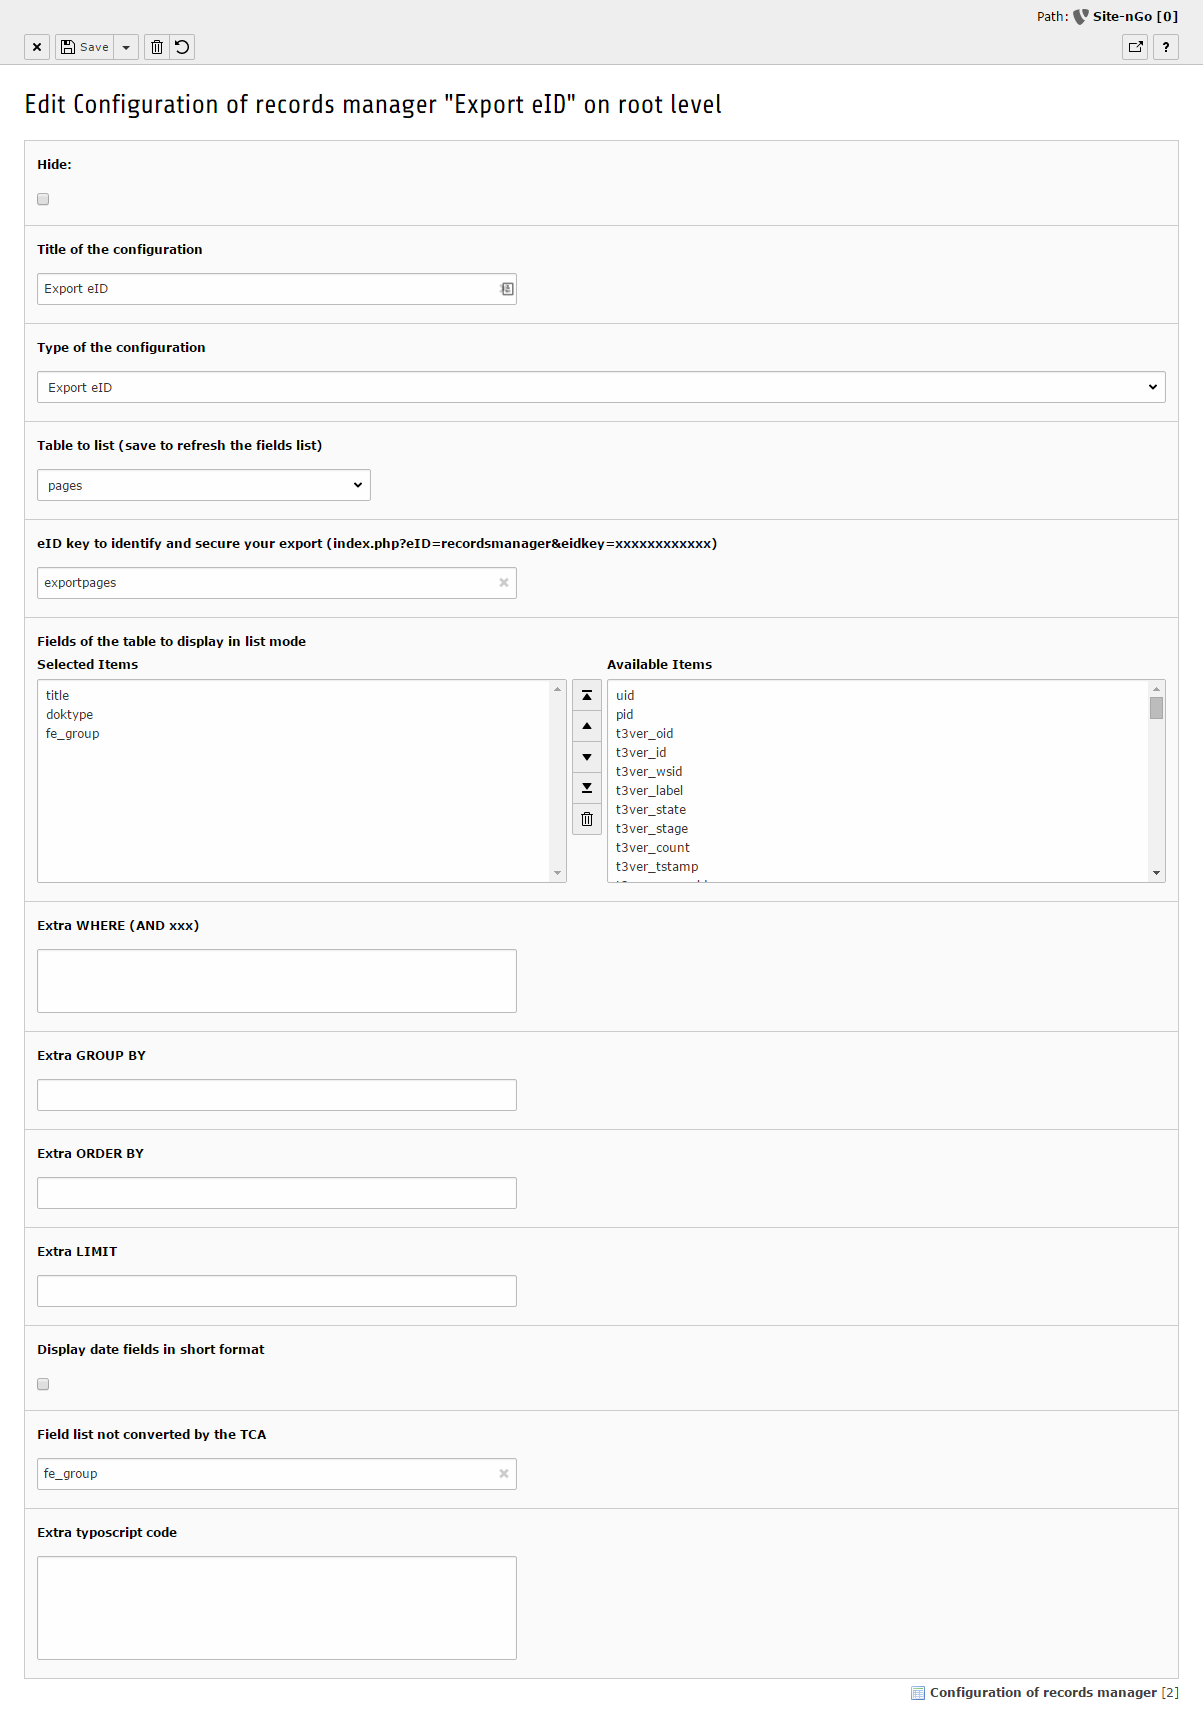 Path: Site-nGo [0]
Save
?
Edit Configuration of records manager "Export eID" on root level
Hide:
Title of the configuration
Export eID
Type of the configuration
Export eID
Table to list (save to refresh the fields list)
pages
eID key to identify and secure your export (index.php?eID=recordsmanager&eidkey=xxxxxxxxxxxx)
exportpages
Fields of the table to display in list mode
Selected Items
Available Items
title
doktype
fe_group
uid
pid
t3ver_oid
t3ver_id
t3ver_wsid
t3ver_label
t3ver_state
t3ver_stage
t3ver_count
t3ver_tstamp
Extra WHERE (AND xxx)
Extra GROUP BY
Extra ORDER BY
Extra LIMIT
Display date fields in short format
Field list not converted by the TCA
fe_group
Extra typoscript code
Configuration of records manager [2]